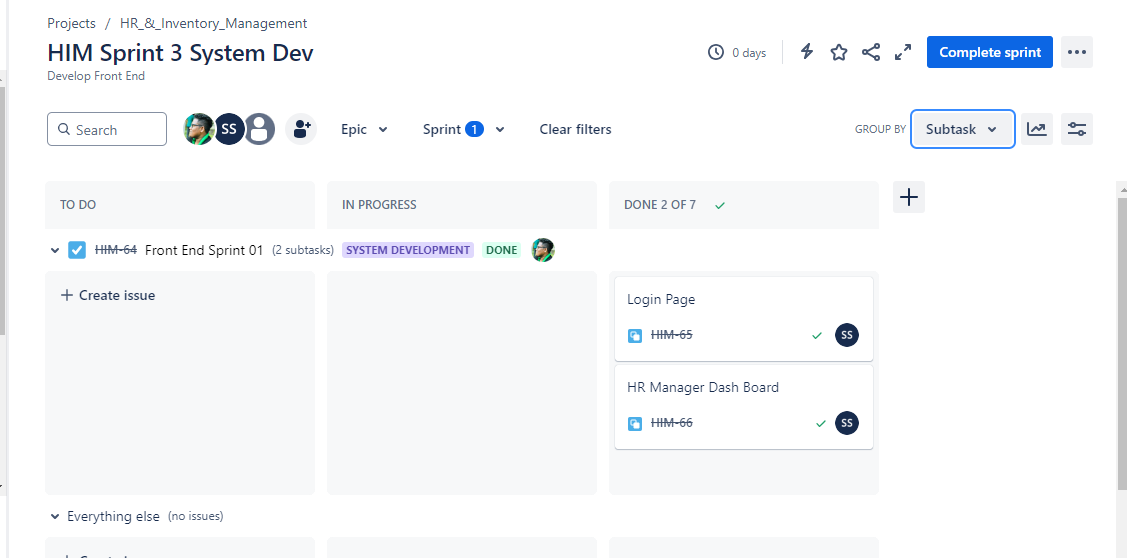 Projects / HR_&_Inventory_Management
HIM Sprint 3 System Dev
Develop Front End
0 days
Complete sprint
Search
SS
Epic
Sprint 1
Clear filters
GROUP BY
Subtask
TO DO
IN PROGRESS
DONE 2 OF 7
HIM-64 Front End Sprint 01 (2 subtasks) SYSTEM DEVELOPMENT DONE
+ Create issue
Login Page
HIM-65
SS
HR Manager Dash Board
HIM-66
SS
Everything else (no issues)